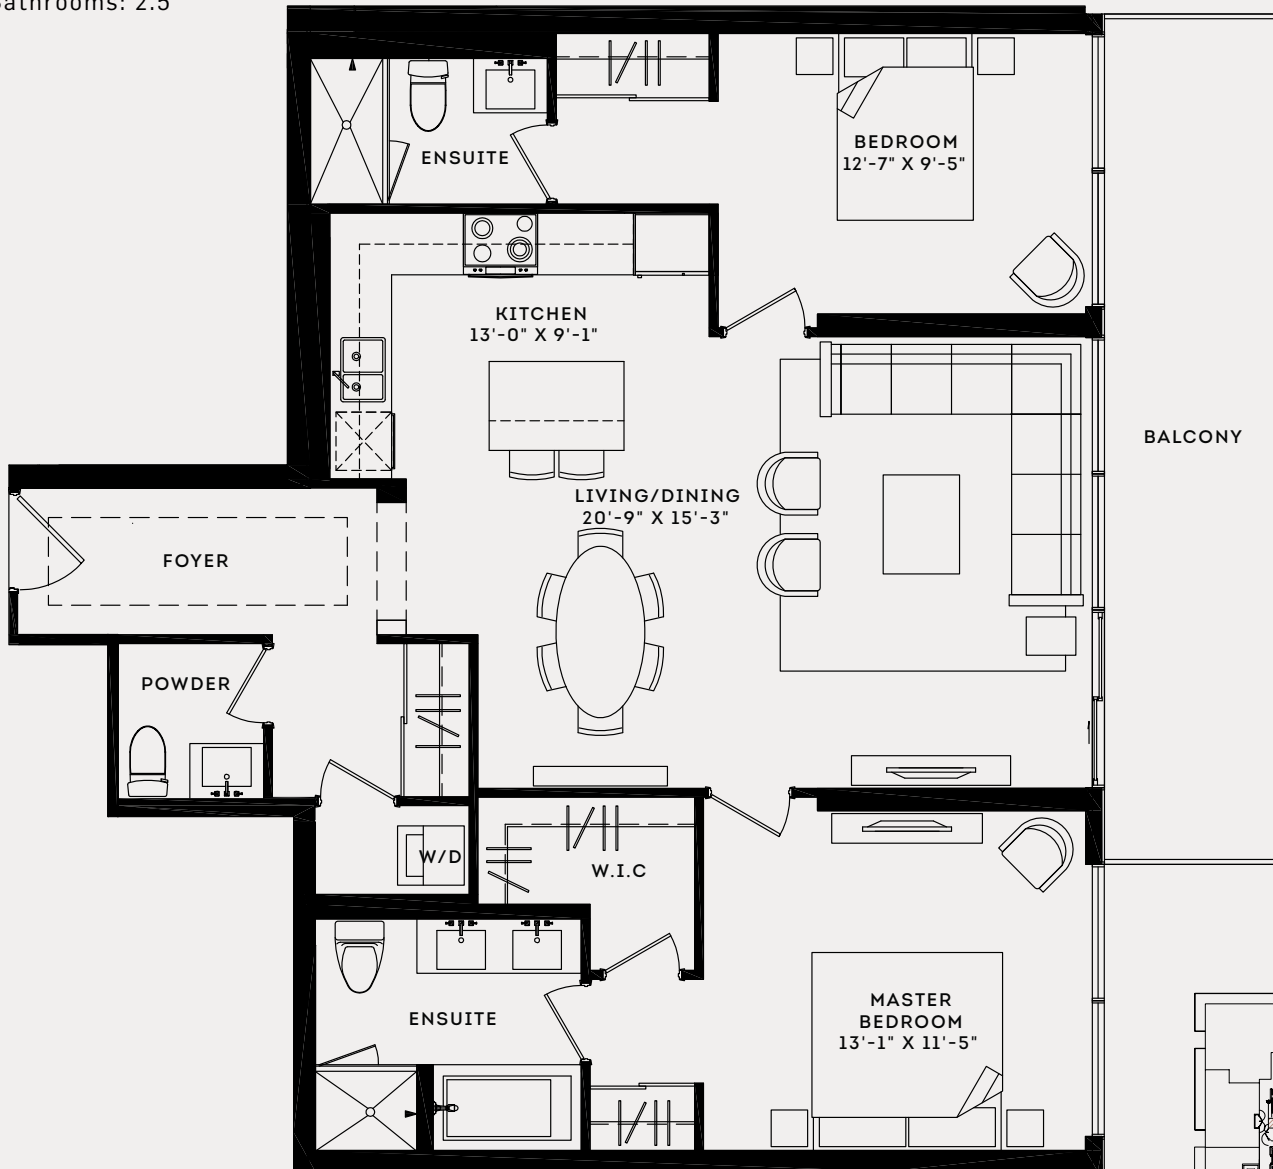 Bathrooms: 2.5
ENSUITE
BEDROOM
12'-7" X 9'-5"
KITCHEN
13'-0" X 9'-1"
BALCONY
LIVING/DINING
20'-9" X 15'-3"
FOYER
POWDER
W/D
W.I.C
ENSUITE
MASTER
BEDROOM
13'-1" X 11'-5"